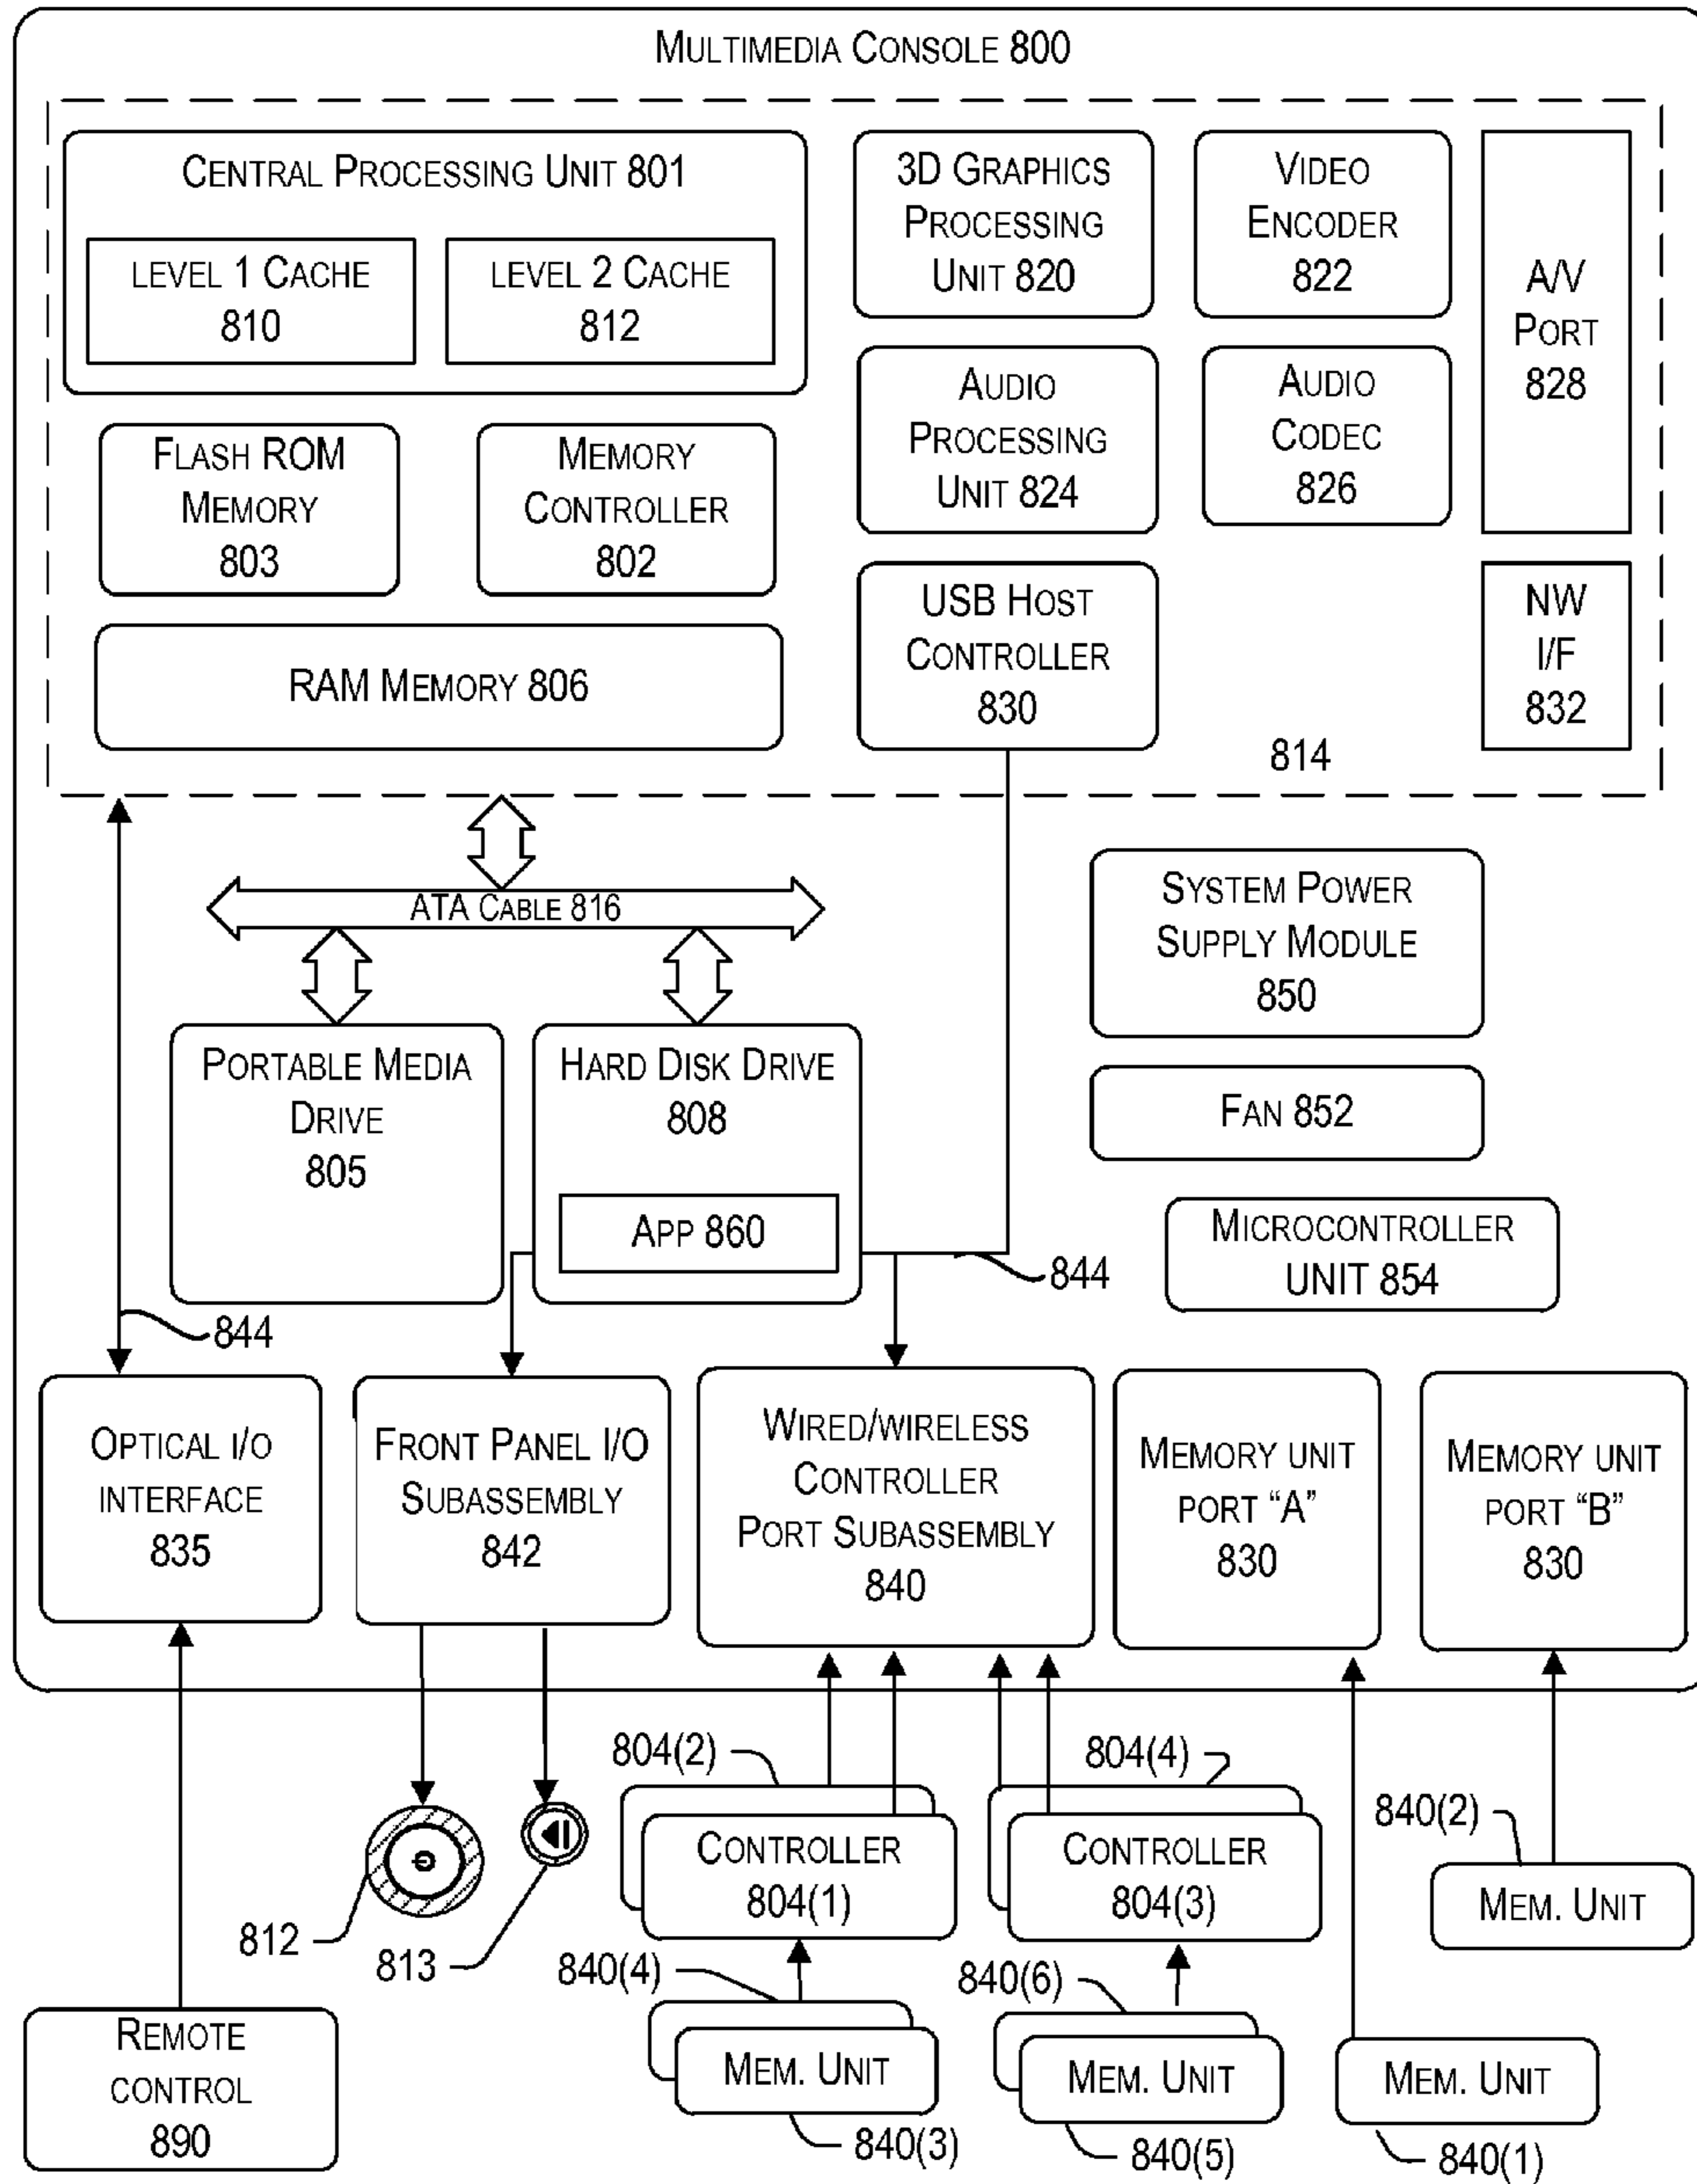 Multimedia Console 800
Central Processing Unit 801
level 1 Cache
810
level 2 Cache
812
3D Graphics
Processing
Unit 820
Video
Encoder
822
A/V
Port
828
Audio
Processing
Unit 824
Audio
Codec
826
Flash ROM
Memory
803
Memory
Controller
802
USB Host
Controller
830
NW
I/F
832
RAM Memory 806
814
ATA Cable 816
System Power
Supply Module
850
Portable Media
Drive
805
Hard Disk Drive
808
App 860
Fan 852
Microcontroller
unit 854
844
844
Optical i/o
interface
835
Front Panel I/O
Subassembly
842
Wired/wireless
Controller
Port Subassembly
840
Memory unit
port “A”
830
Memory unit
port “B”
830
804(2)
804(4)
Controller
804(1)
Controller
804(3)
840(2)
Mem. Unit
812
813
840(4)
840(6)
Remote
control
890
Mem. Unit
Mem. Unit
Mem. Unit
840(3)
840(5)
840(1)